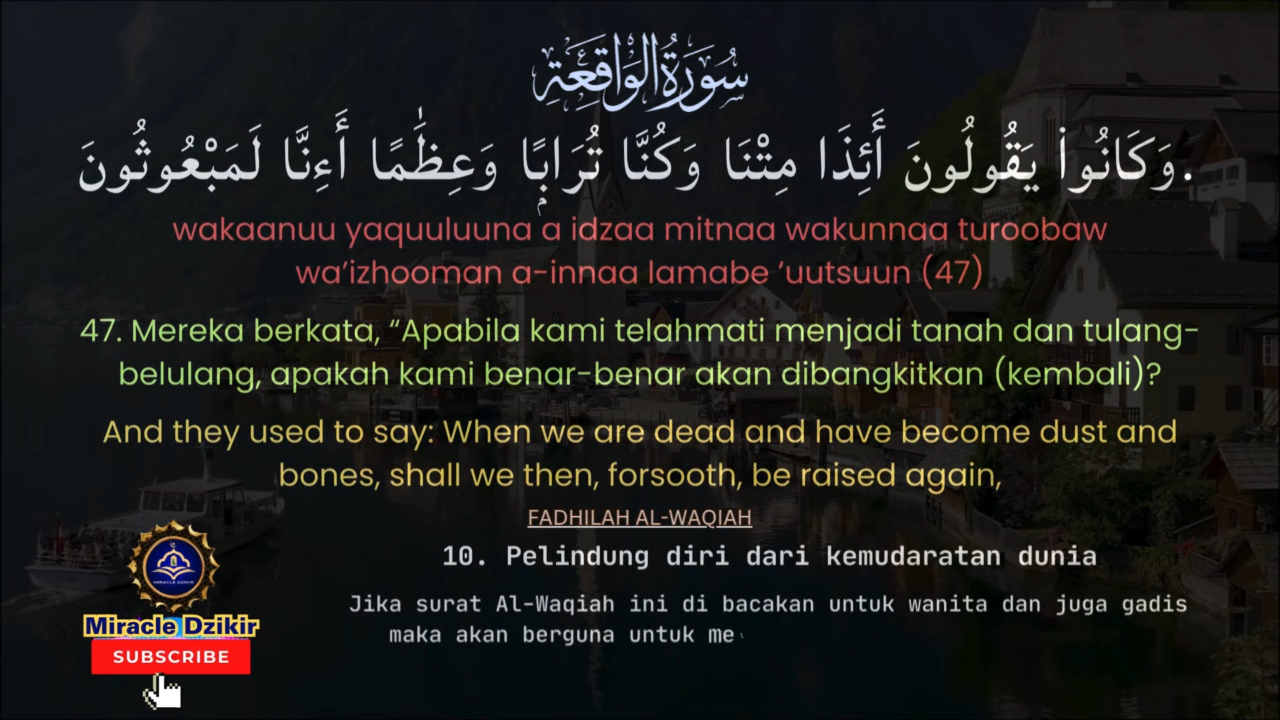 سُورَةُ الْوَاقِعَةِ
وَكَانُوا۟ يَقُولُونَ أَئِذَا مِتْنَا وَكُنَّا تُرَابًۭا وَعِظَٰمًا أَءِنَّا لَمَبْعُوثُونَ.
wakaanuu yaquuluuna a idzaa mitnaa wakunnaa turoobaw
wa’izhooman a-innaa lamabe ’uutsuun (47)
47. Mereka berkata, “Apabila kami telahmati menjadi tanah dan tulang-
belulang, apakah kami benar-benar akan dibangkitkan (kembali)?
And they used to say: When we are dead and have become dust and
bones, shall we then, forsooth, be raised again,
FADHILAH AL-WAQIAH
10. Pelindung diri dari kemudaratan dunia
Jika surat Al-Waqiah ini di bacakan untuk wanita dan juga gadis
maka akan berguna untuk me
MIRACLE DZIKIR
Miracle Dzikir
SUBSCRIBE